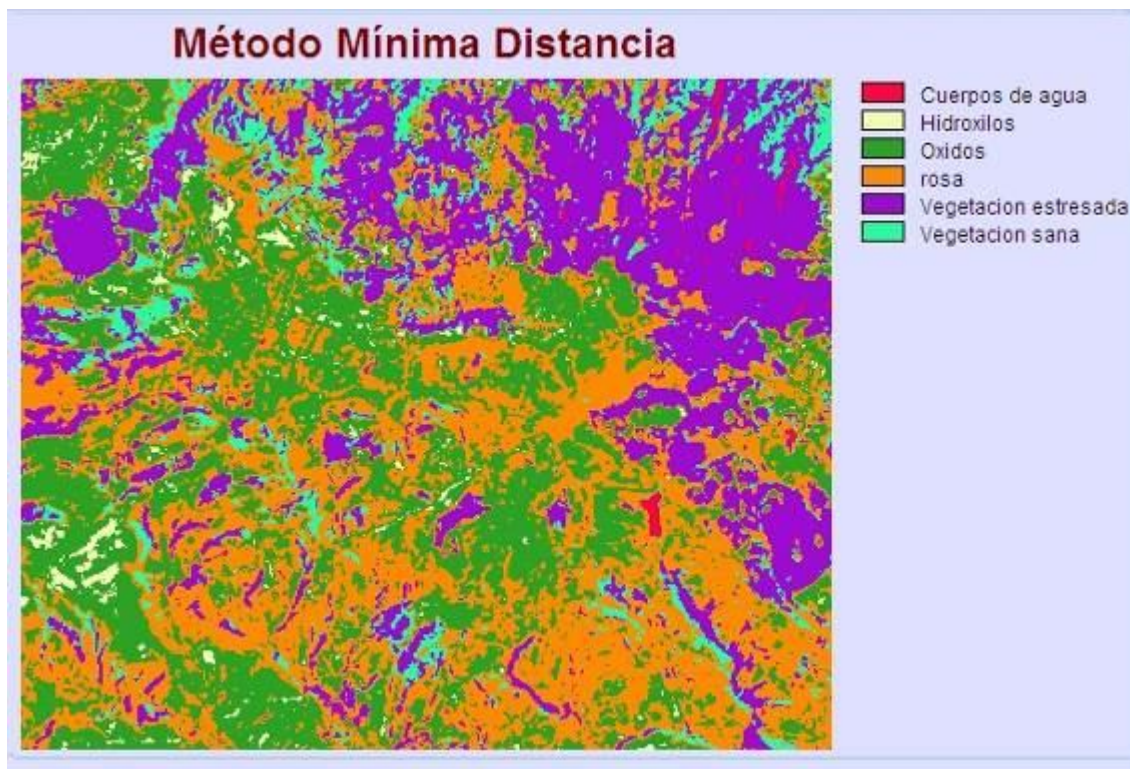 Método Mínima Distancia
Cuerpos de agua
Hidroxilos
Oxidos
rosa
Vegetacion estresada
Vegetacion sana